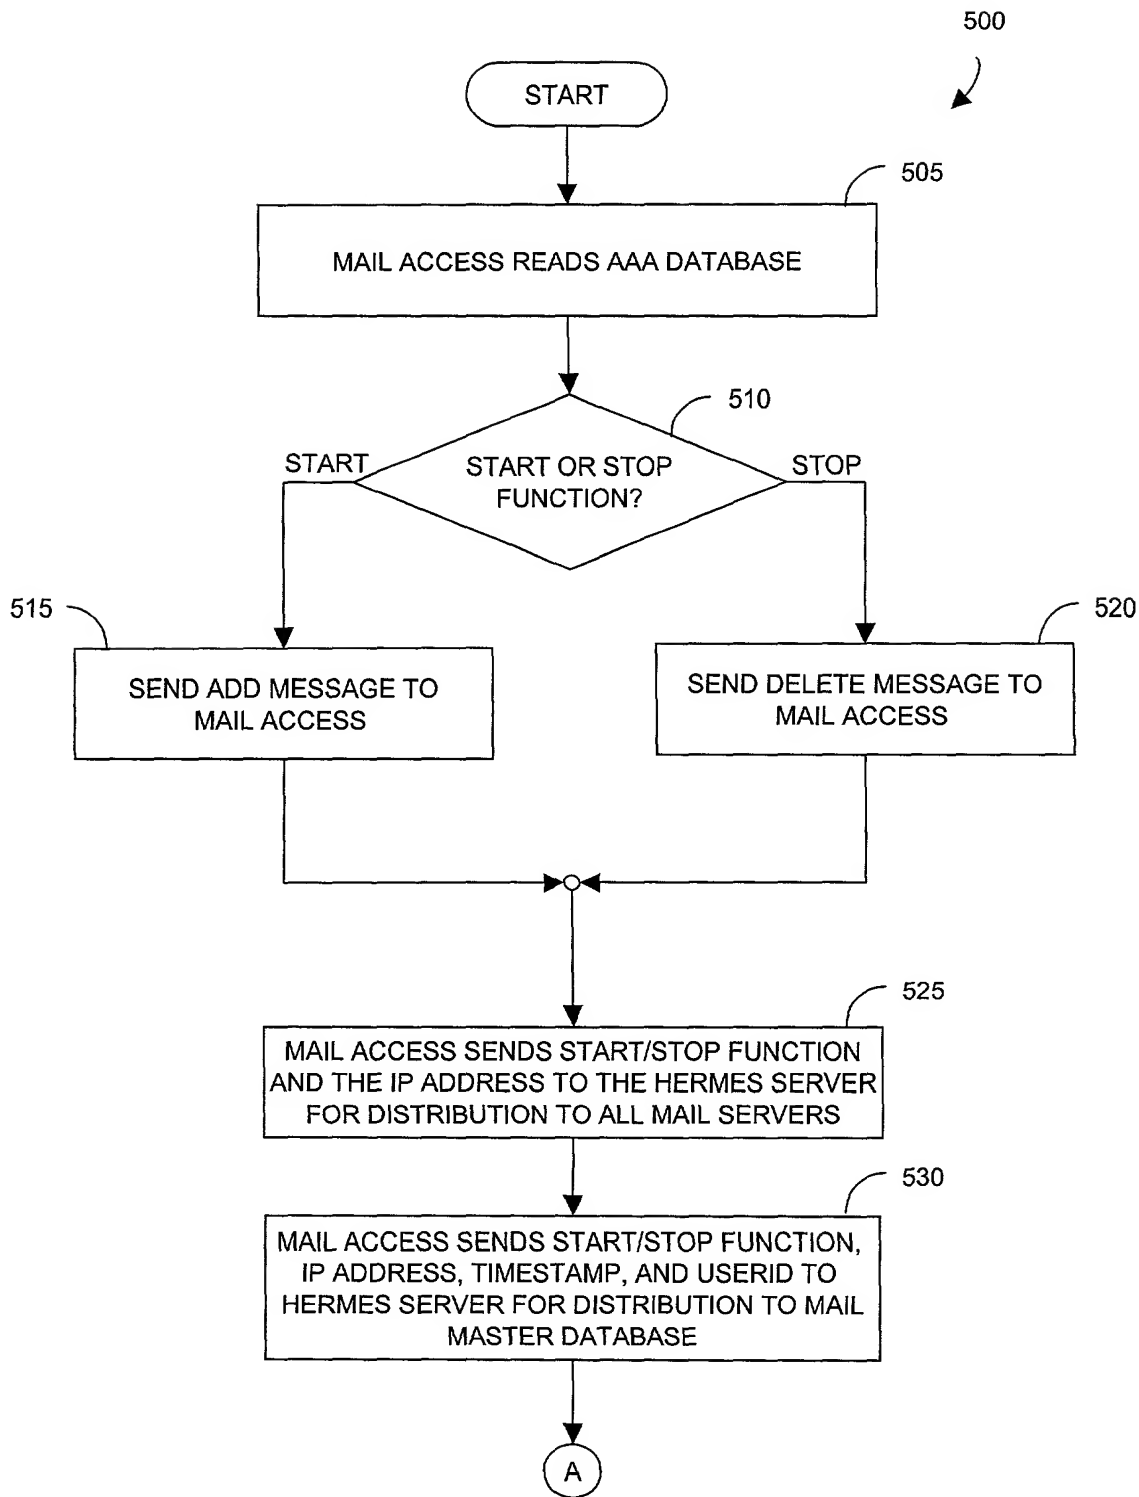 500
START
505
MAIL ACCESS READS AAA DATABASE
510
START
START OR STOP
FUNCTION?
STOP
515
520
SEND ADD MESSAGE TO
MAIL ACCESS
SEND DELETE MESSAGE TO
MAIL ACCESS
525
MAIL ACCESS SENDS START/STOP FUNCTION
AND THE IP ADDRESS TO THE HERMES SERVER
FOR DISTRIBUTION TO ALL MAIL SERVERS
530
MAIL ACCESS SENDS START/STOP FUNCTION,
IP ADDRESS, TIMESTAMP, AND USERID TO
HERMES SERVER FOR DISTRIBUTION TO MAIL
MASTER DATABASE
A